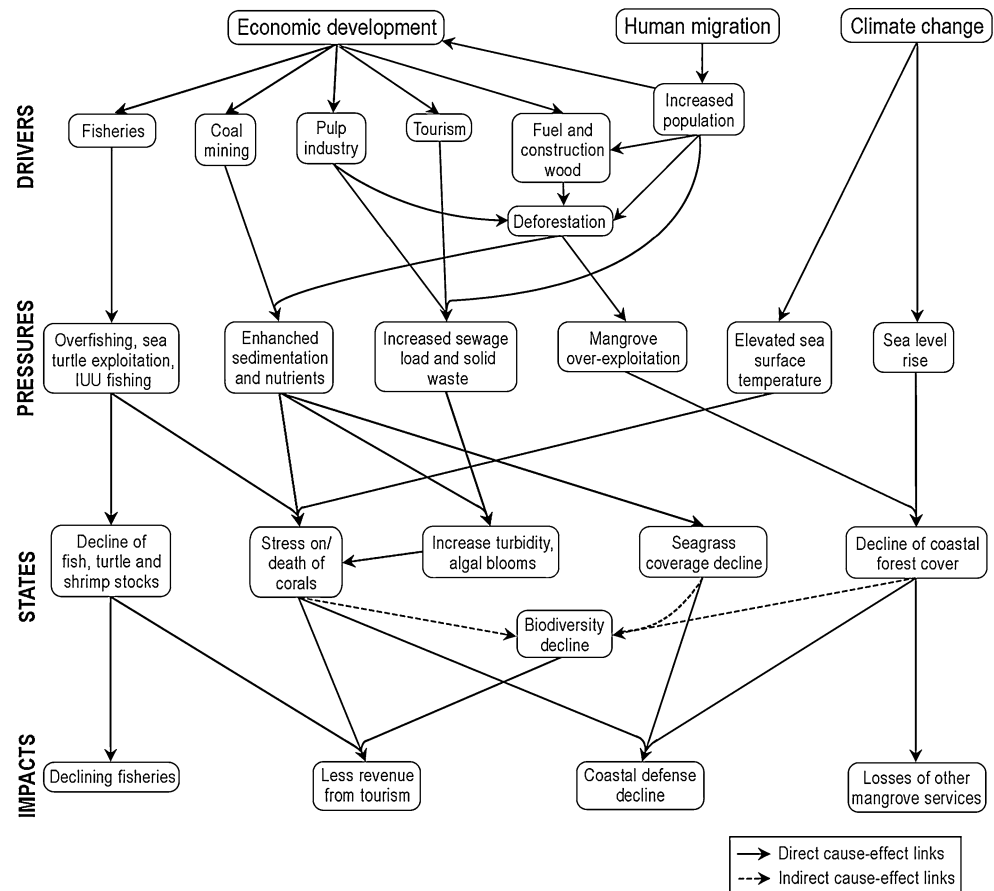 Economic development
Human migration
Climate change
DRIVERS
Fisheries
Coal
mining
Pulp
industry
Tourism
Fuel and
construction
wood
Increased
population
Deforestation
PRESSURES
Overfishing, sea
turtle exploitation,
IUU fishing
Enhanched
sedimentation
and nutrients
Increased sewage
load and solid
waste
Mangrove
over-exploitation
Elevated sea
surface
temperature
Sea level
rise
STATES
Decline of
fish, turtle and
shrimp stocks
Stress on/
death of
corals
Increase turbidity,
algal blooms
Seagrass
coverage decline
Decline of coastal
forest cover
Biodiversity
decline
IMPACTS
Declining fisheries
Less revenue
from tourism
Coastal defense
decline
Losses of other
mangrove services
Direct cause-effect links
Indirect cause-effect links